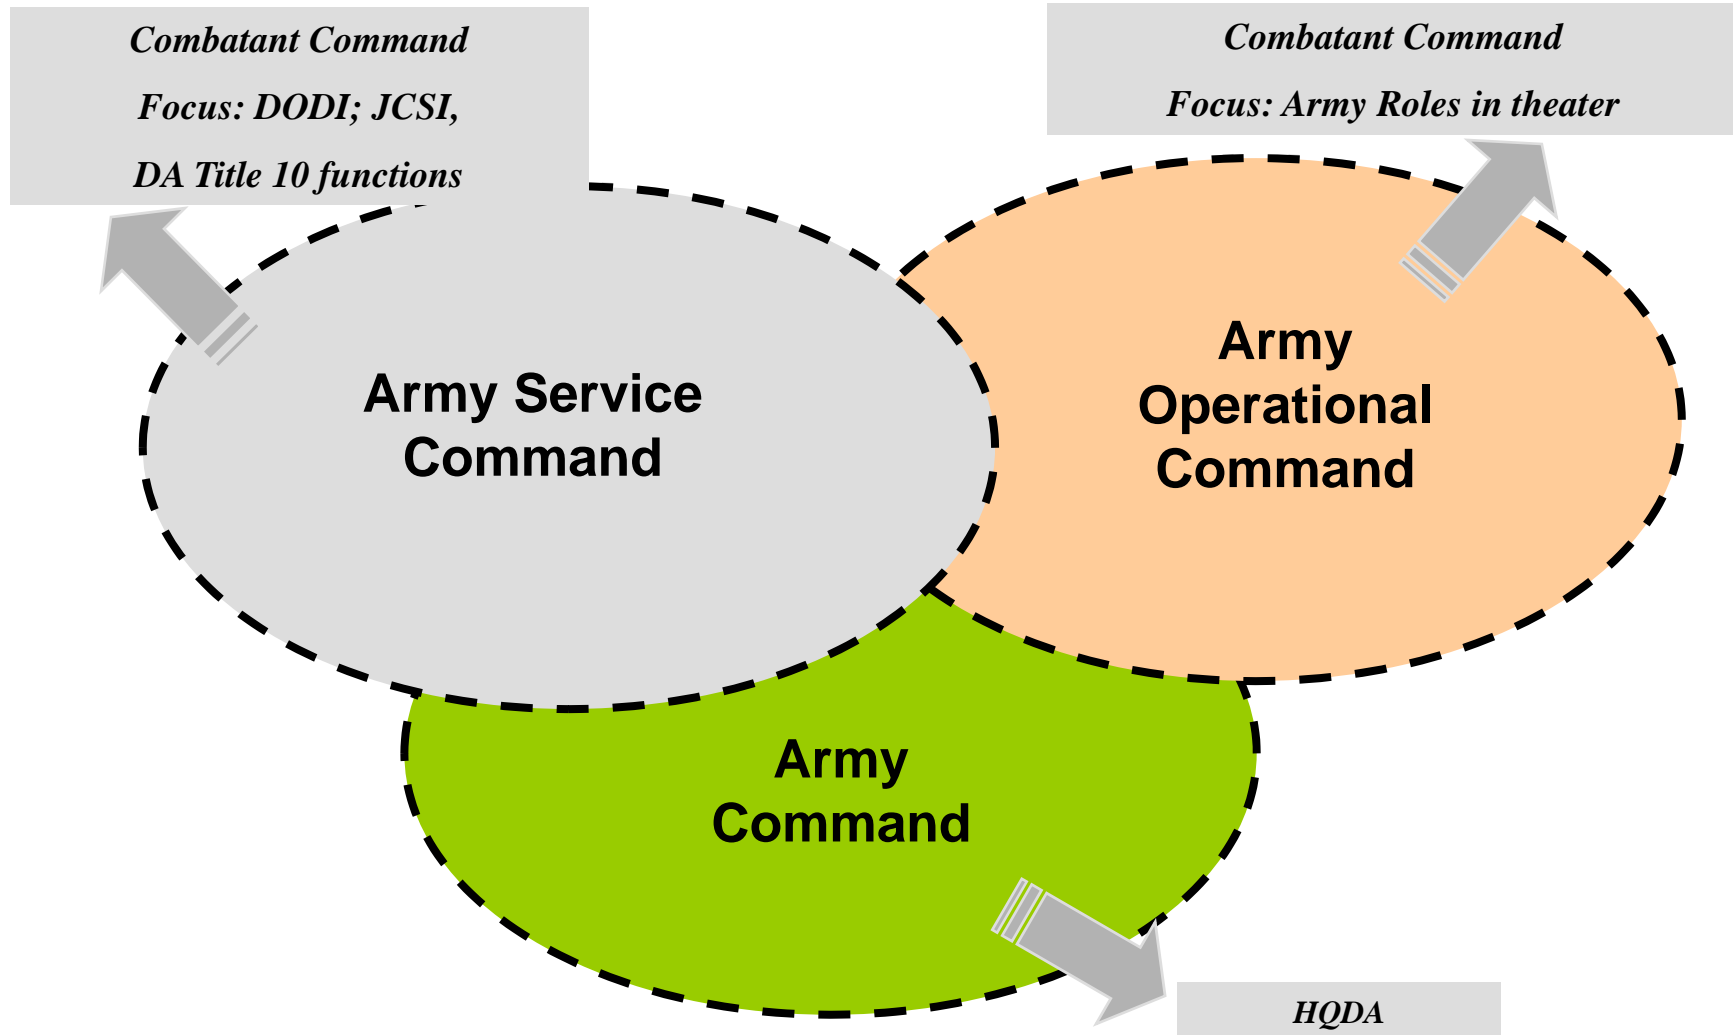 Combatant Command
Focus: DODI; JCSI,
DA Title 10 functions
Combatant Command
Focus: Army Roles in theater
Army Service
Command
Army
Operational
Command
Army
Command
HQDA